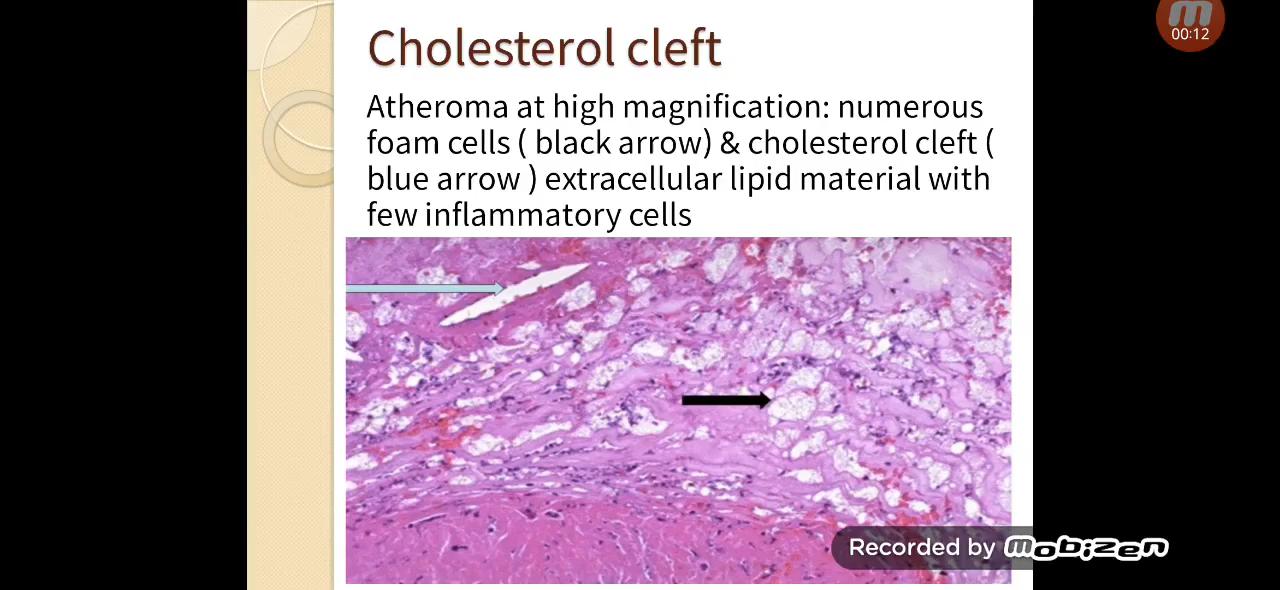 Cholesterol cleft
00:12
Atheroma at high magnification: numerous
foam cells ( black arrow) & cholesterol cleft (
blue arrow ) extracellular lipid material with
few inflammatory cells
Recorded by mobizen